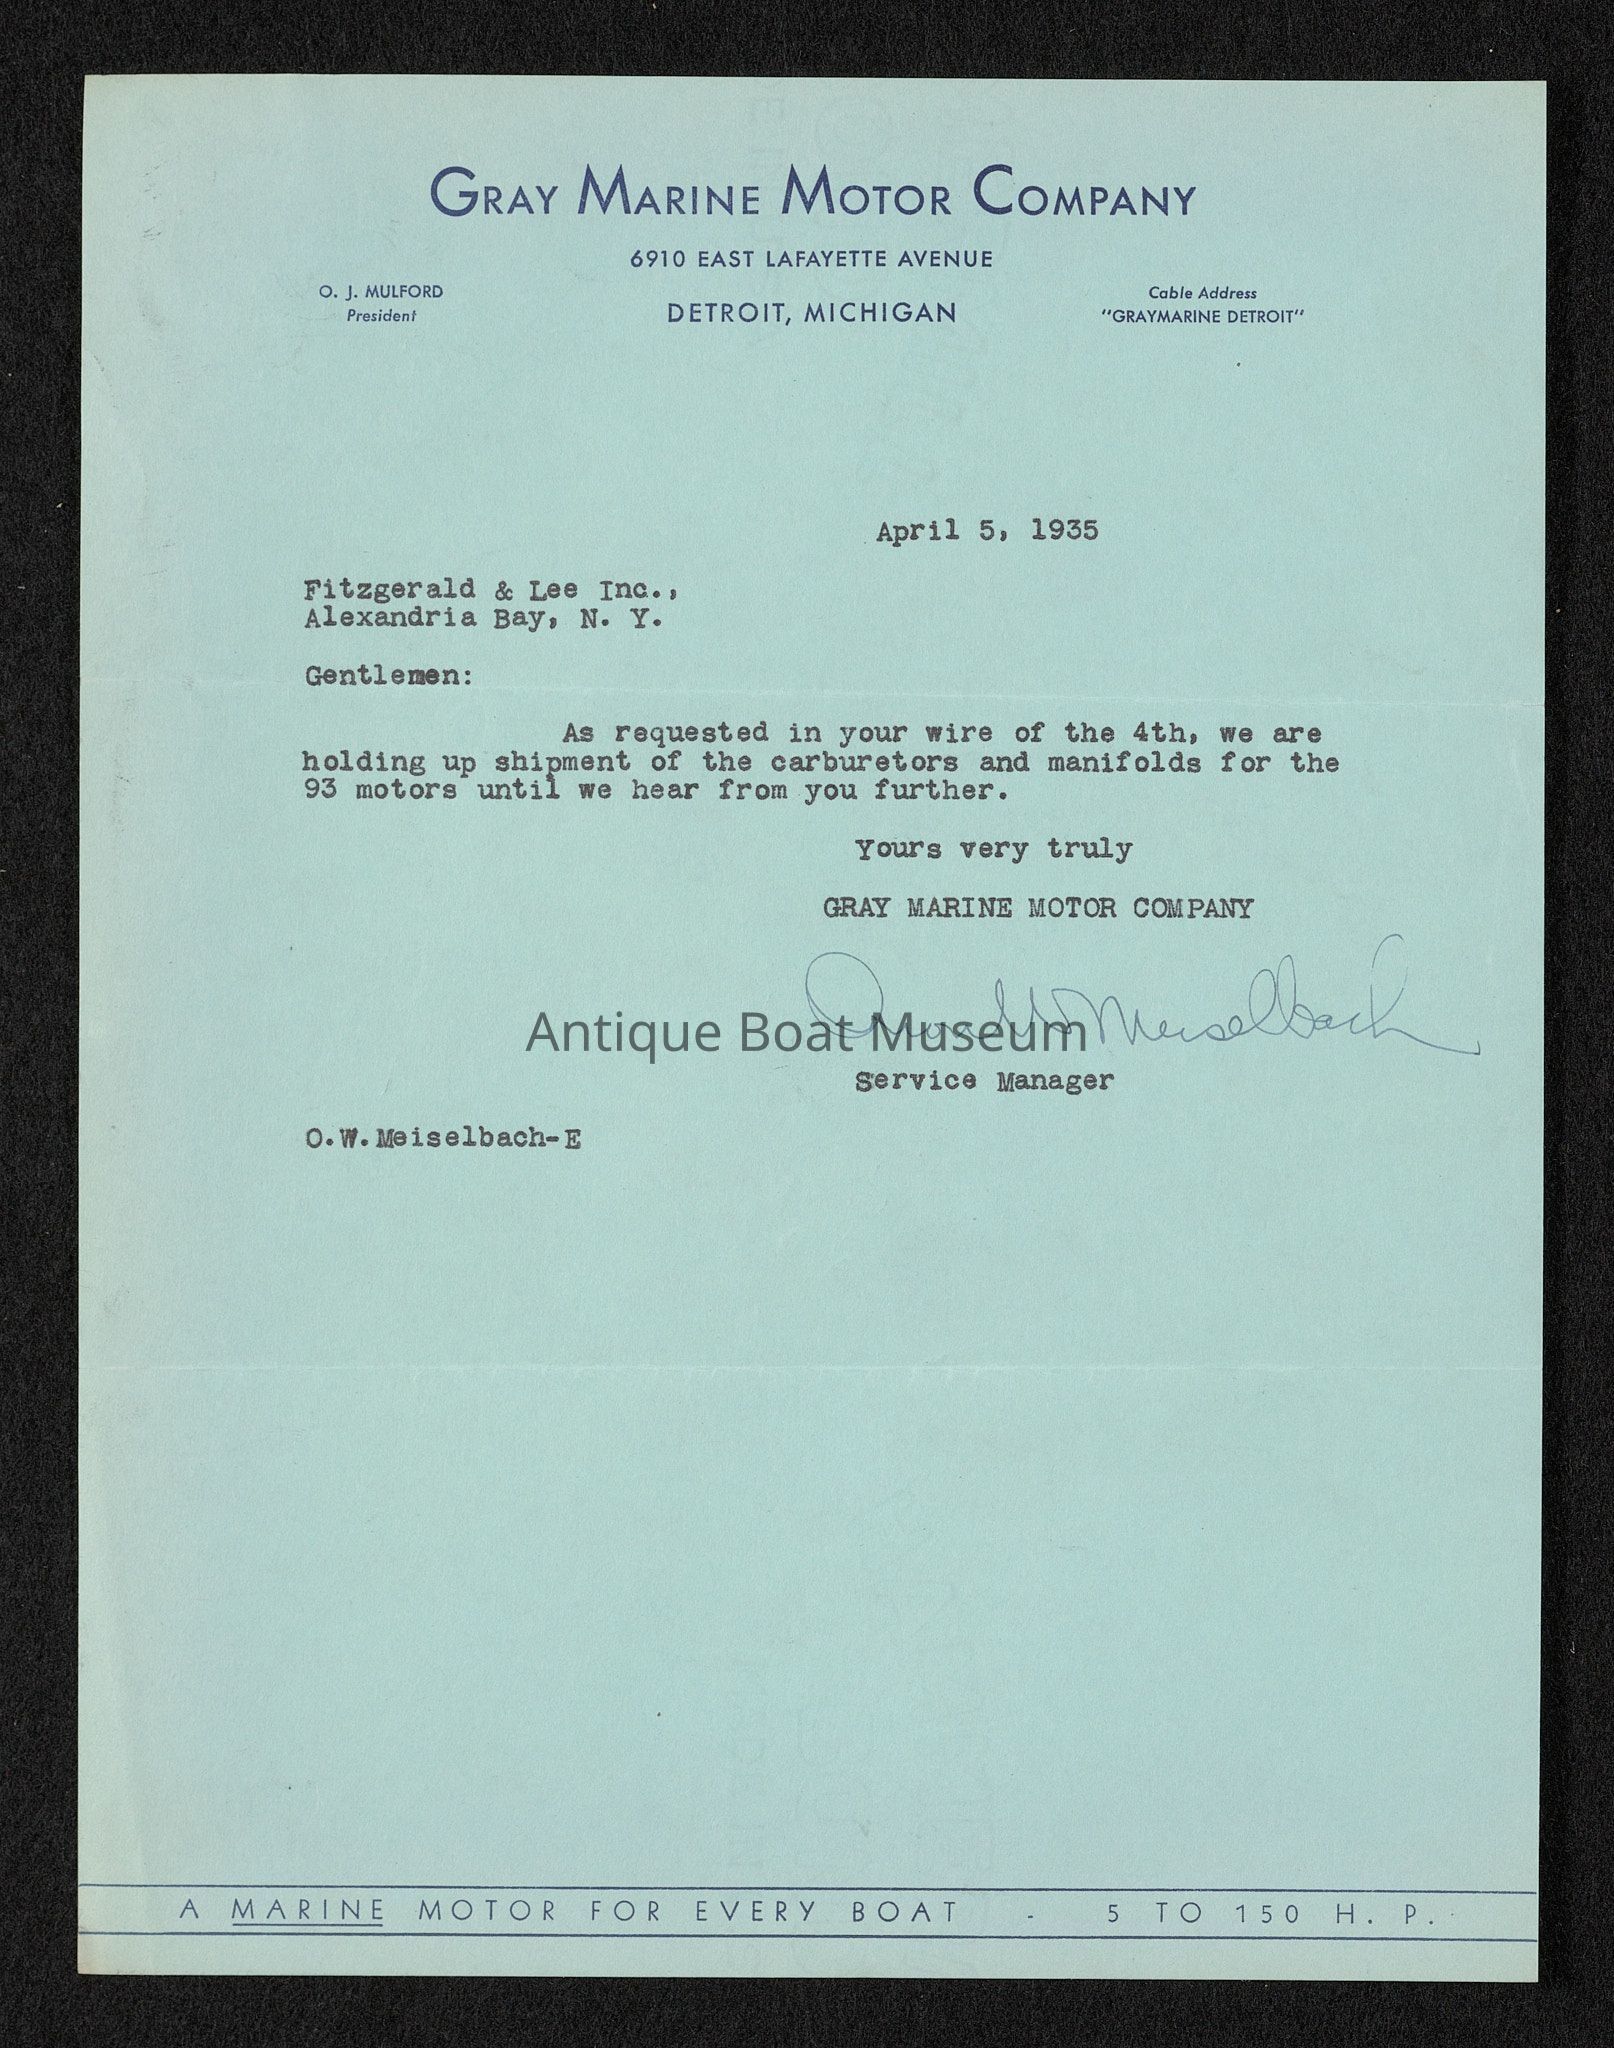 GRAY MARINE MOTOR COMPANY
6910 EAST LAFAYETTE AVENUE
O. J. MULFORD
President
DETROIT, MICHIGAN
Cable Address
"GRAYMARINE DETROIT"
April 5, 1935
Fitzgerald & Lee Inc.,
Alexandria Bay, N. Y.
Gentlemen:
As requested in your wire of the 4th, we are
holding up shipment of the carburetors and manifolds for the
93 motors until we hear from you further.
Yours very truly
GRAY MARINE MOTOR COMPANY
Meiselbach
Antique Boat Museum
Service Manager
O.W.Meiselbach-E
A MARINE MOTOR FOR EVERY BOAT - 5 TO 150 H. P.